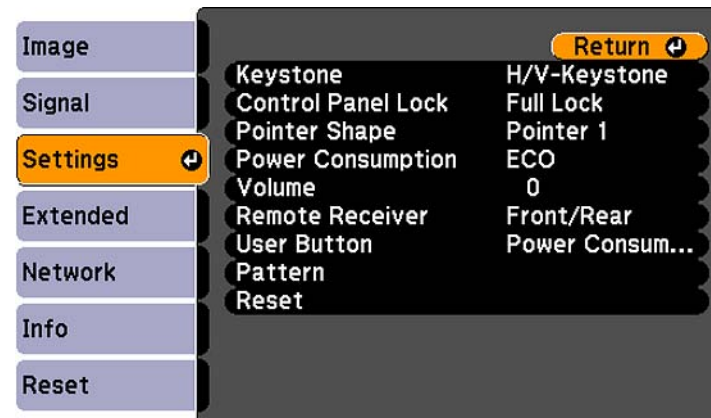 Image
Signal
Settings
Extended
Network
Info
Reset
Return
Keystone H/V-Keystone
Control Panel Lock Full Lock
Pointer Shape Pointer 1
Power Consumption ECO
Volume 0
Remote Receiver Front/Rear
User Button Power Consum...
Pattern
Reset